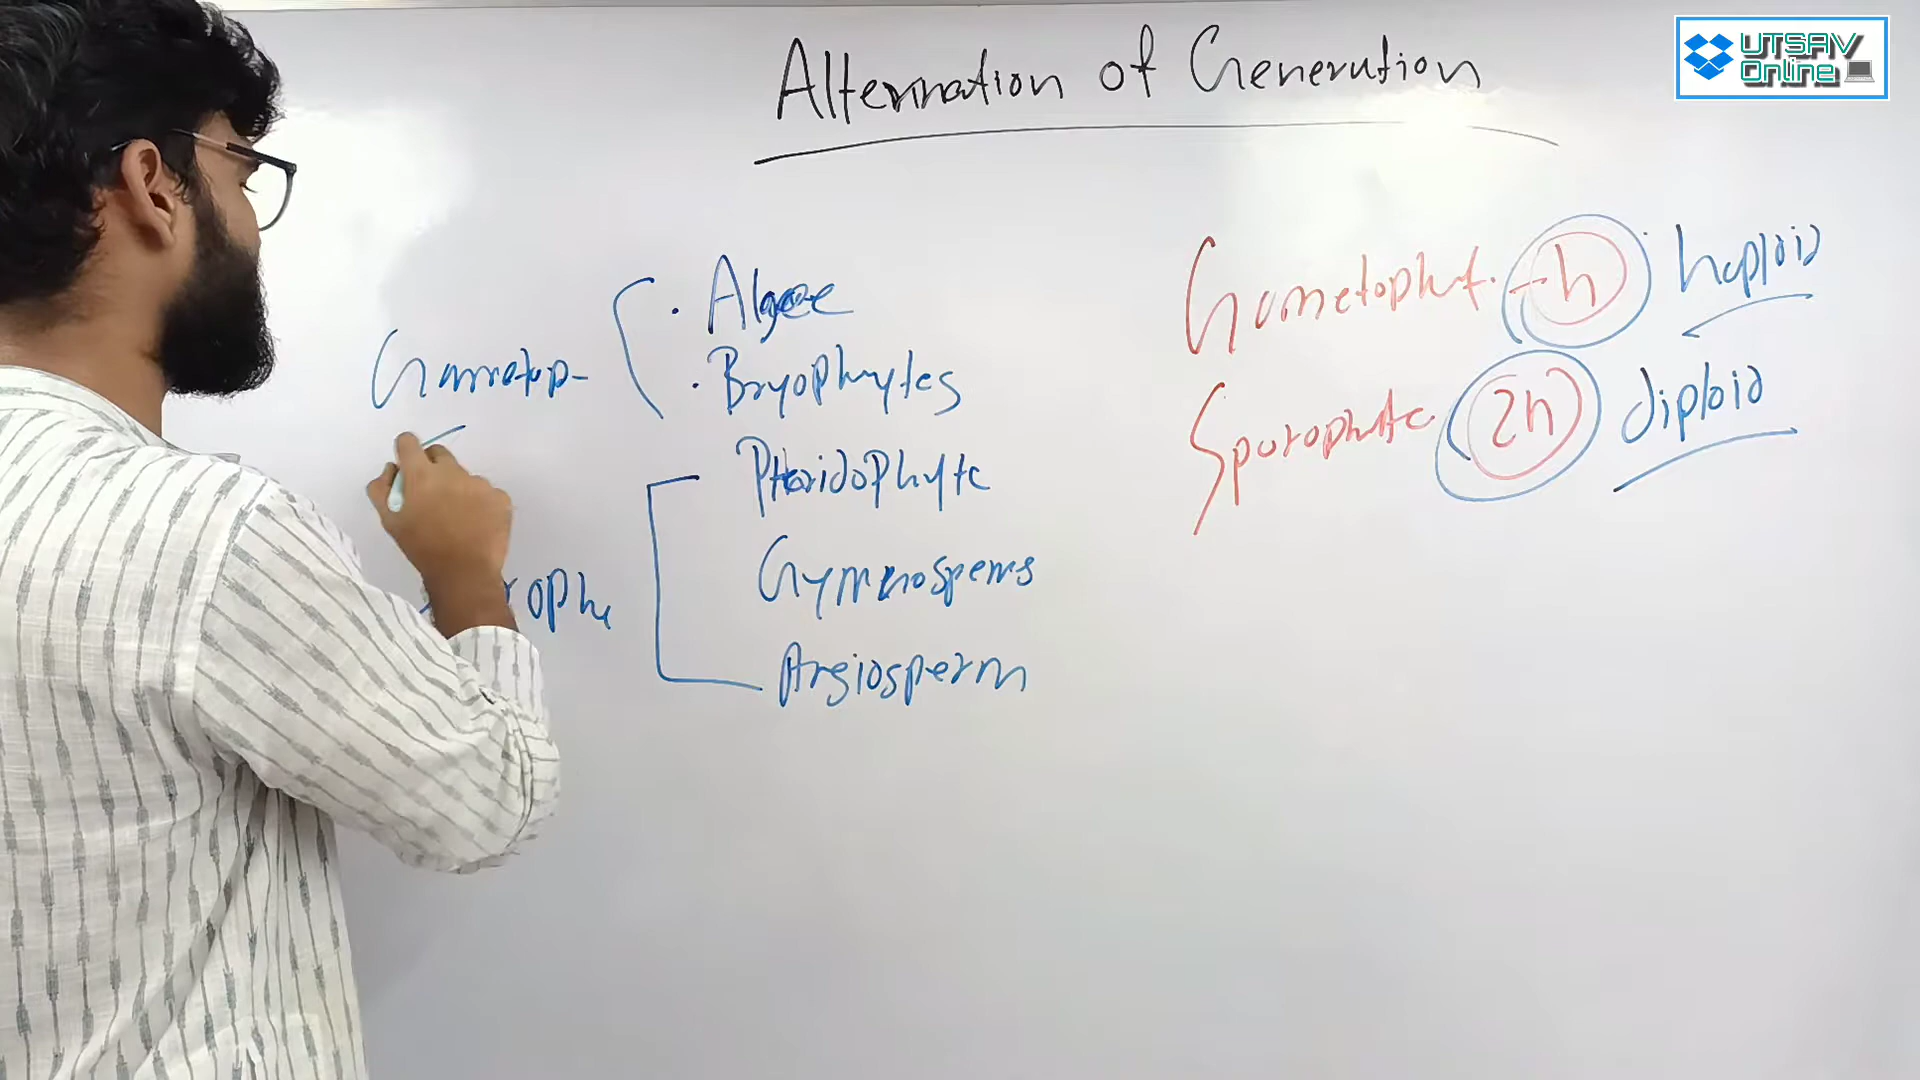 Alternation of Generation
UTSAV
Online
Gametop-
· Algae
· Bryophytes
Pteridophyte
Gymnosperms
Angiosperm
Gametophyt. - n haploid
Sporophyte 2n diploid